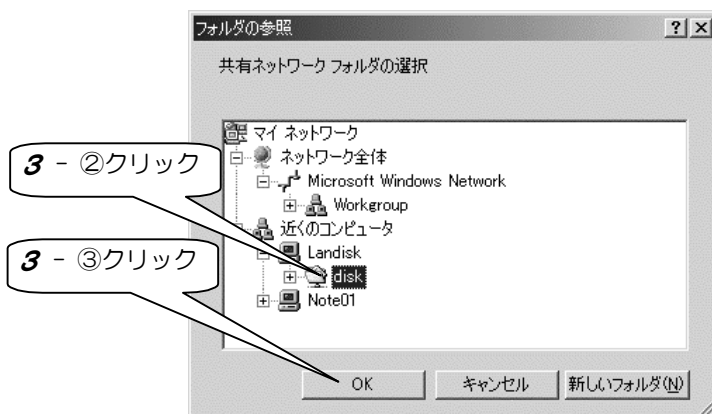 フォルダの参照
共有ネットワーク フォルダの選択
マイ ネットワーク
ネットワーク全体
Microsoft Windows Network
Workgroup
近くのコンピュータ
Landisk
disk
Note01
3 - ②クリック
3 - ③クリック
OK
キャンセル
新しいフォルダ(N)